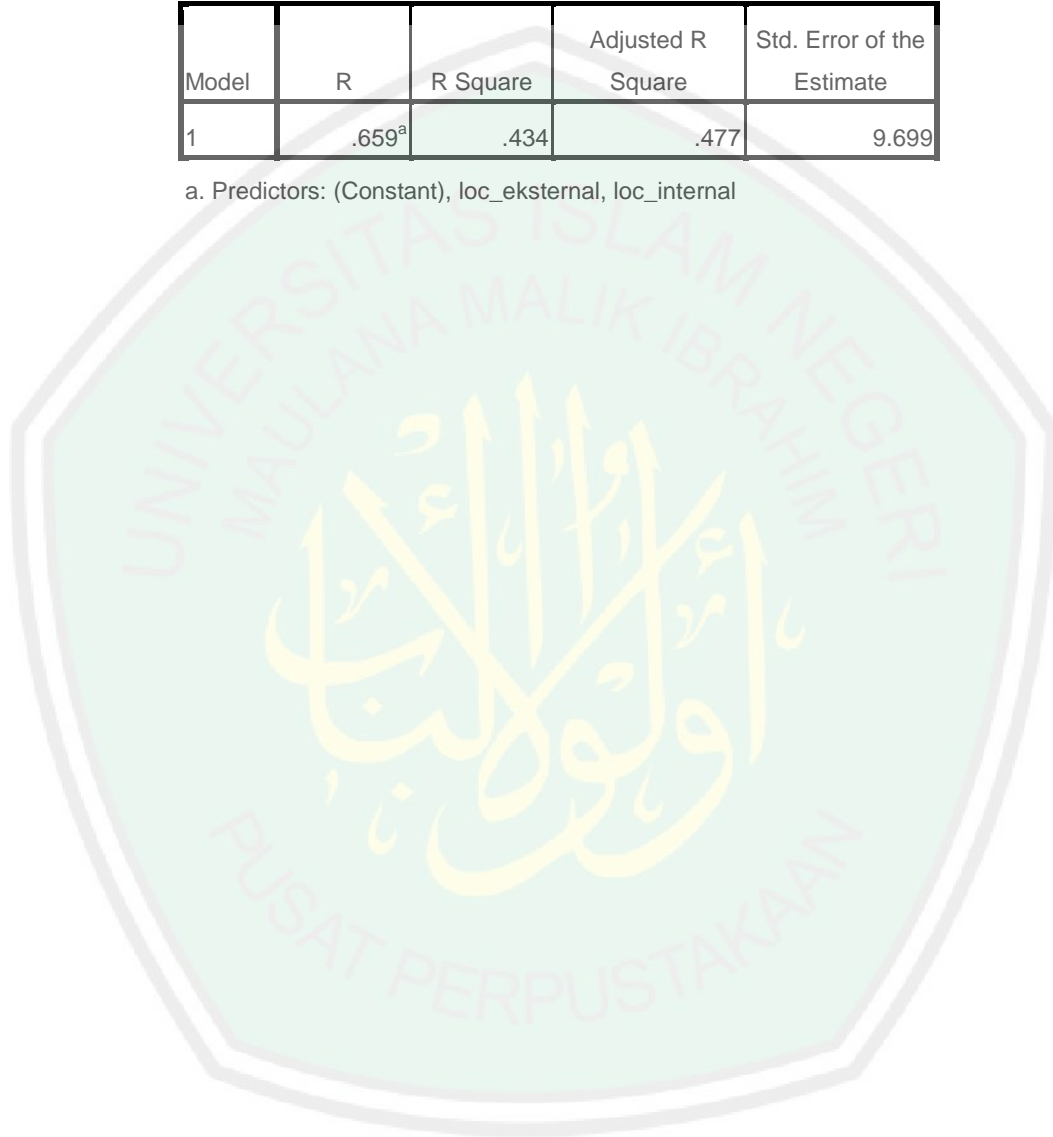 Model R R Square Adjusted R Square Std. Error of the Estimate
1 .659a .434 .477 9.699
a. Predictors: (Constant), loc_eksternal, loc_internal
UNIVERSITAS ISLAM NEGERI
MAULANA MALIK IBRAHIM
أولوا الألباب
PUSAT PERPUSTAKAAN